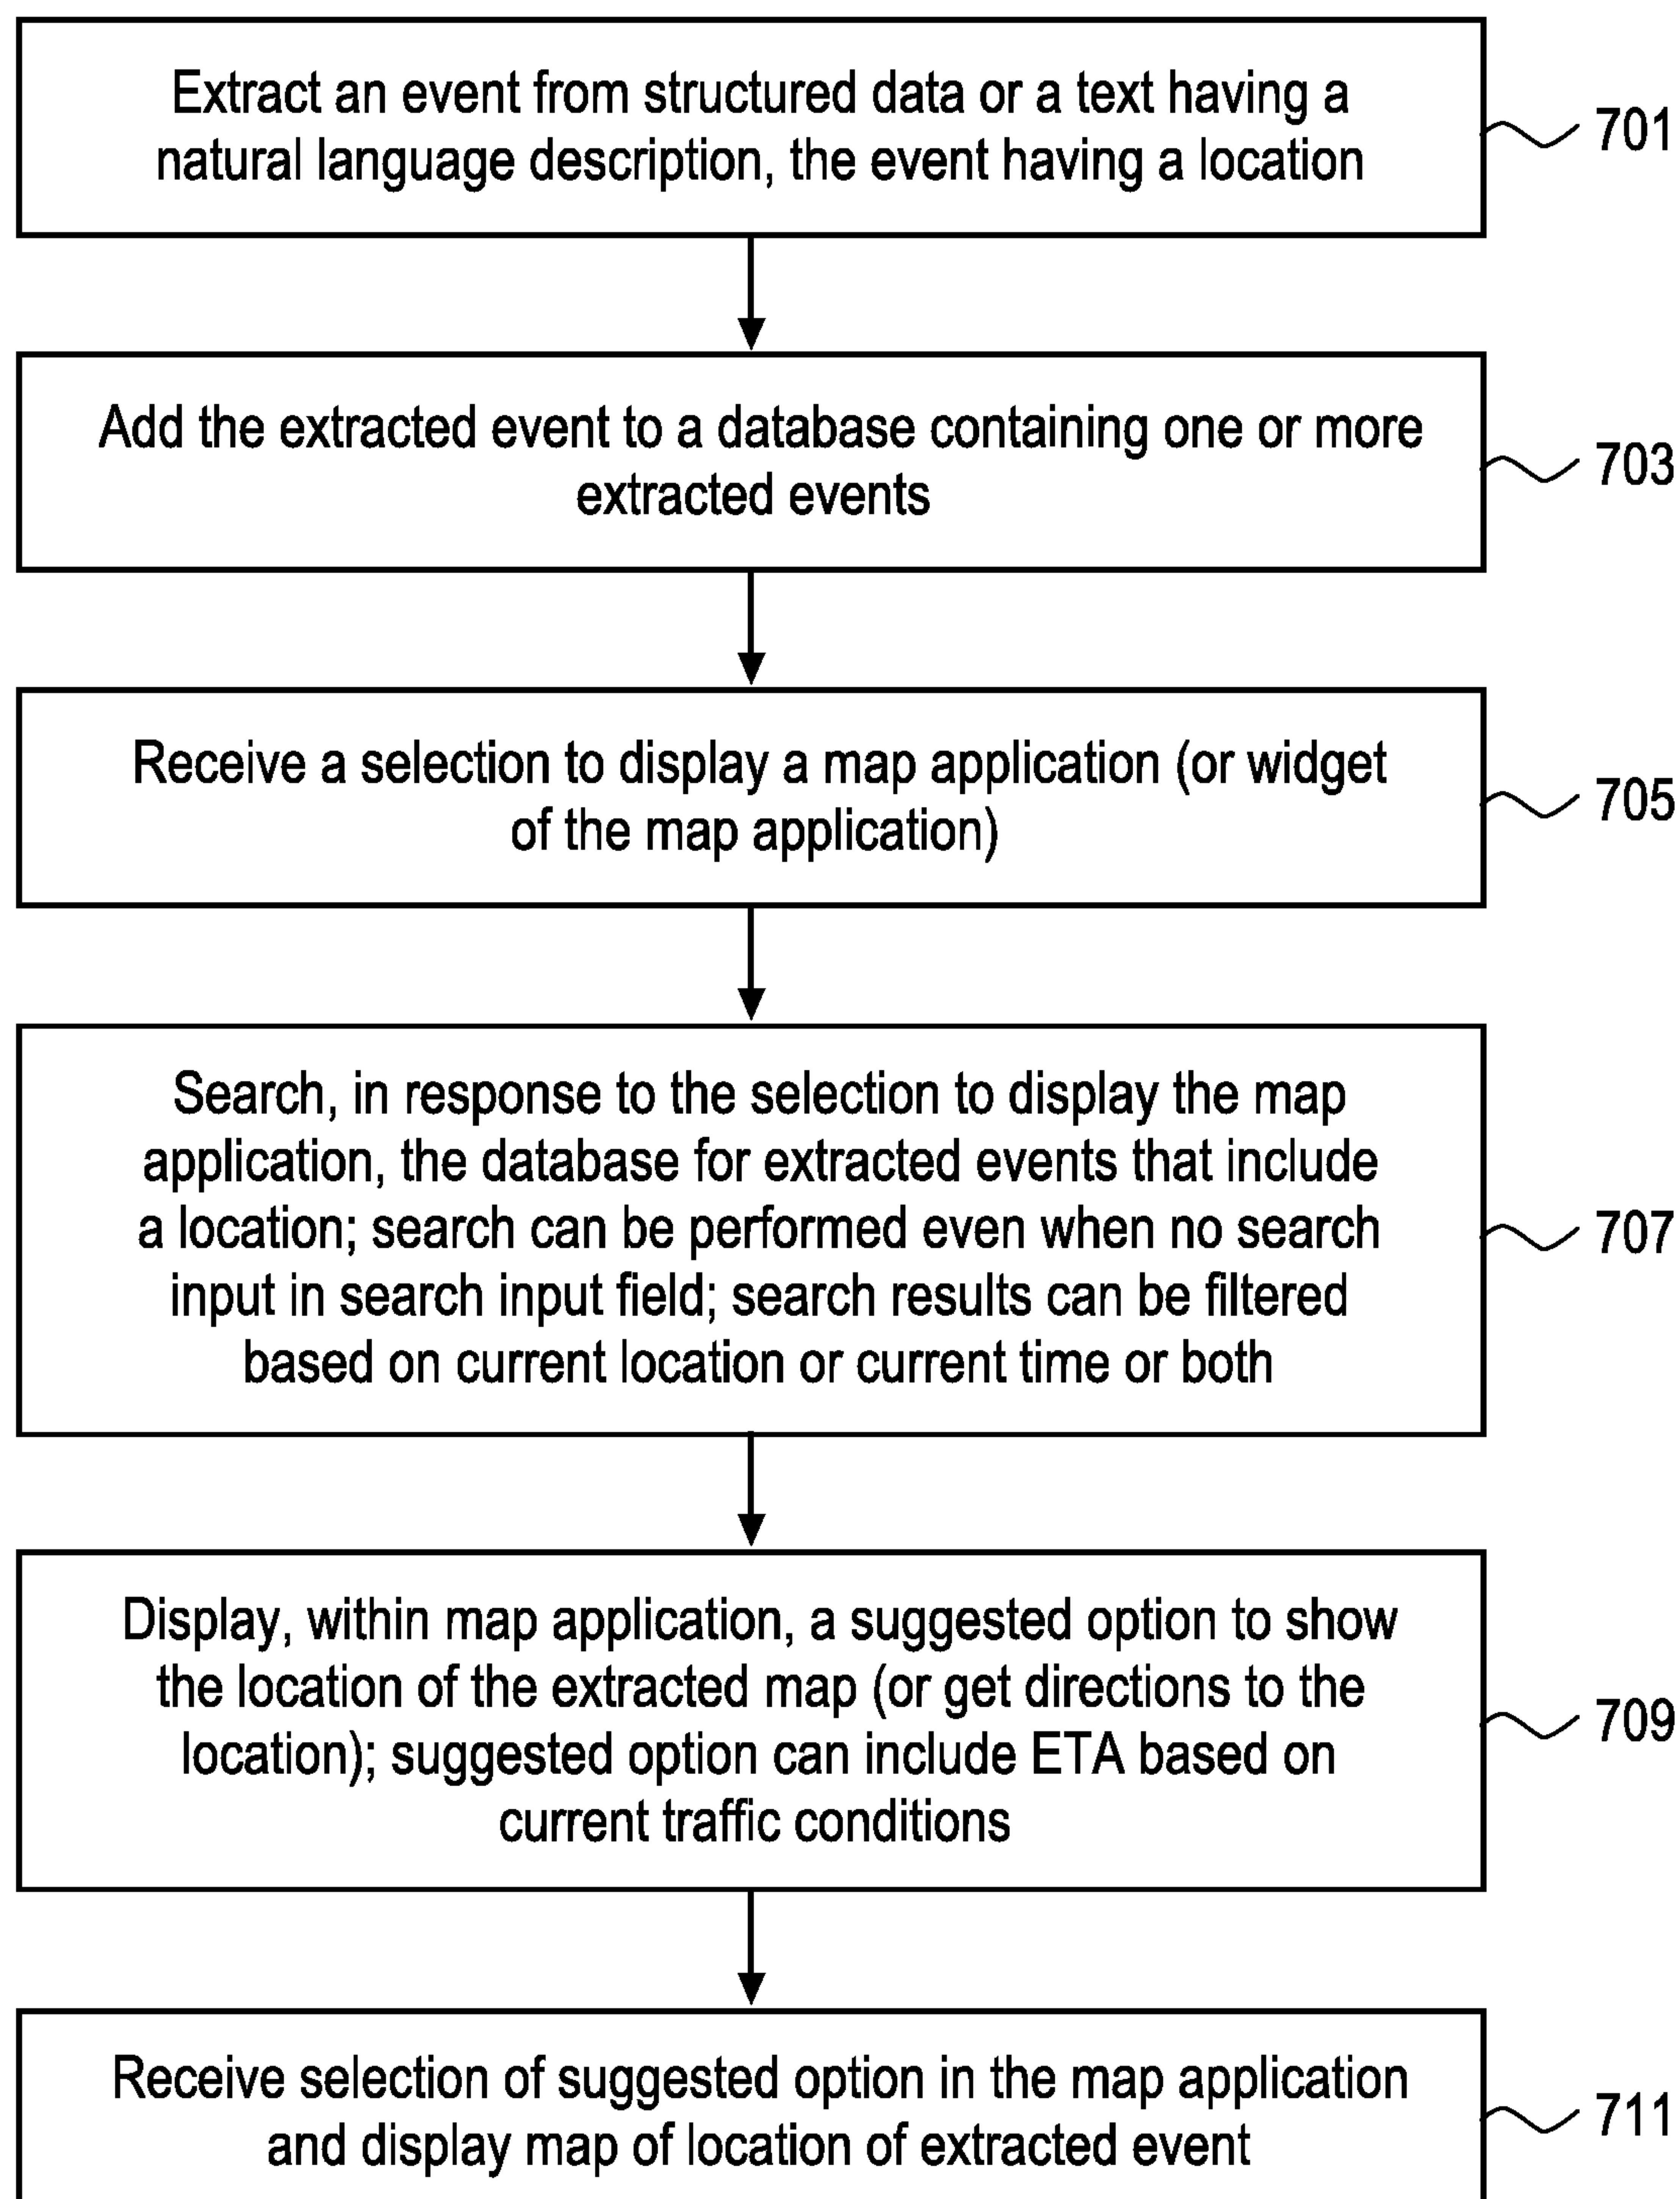 Extract an event from structured data or a text having a
natural language description, the event having a location
701
Add the extracted event to a database containing one or more
extracted events
703
Receive a selection to display a map application (or widget
of the map application)
705
Search, in response to the selection to display the map
application, the database for extracted events that include
a location; search can be performed even when no search
input in search input field; search results can be filtered
based on current location or current time or both
707
Display, within map application, a suggested option to show
the location of the extracted map (or get directions to the
location); suggested option can include ETA based on
current traffic conditions
709
Receive selection of suggested option in the map application
and display map of location of extracted event
711